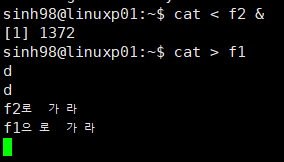 sinh98@linuxp01:~$ cat < f2 &
[1] 1372
sinh98@linuxp01:~$ cat > f1
d
d
f2로 가 라
f1으 로 가 라